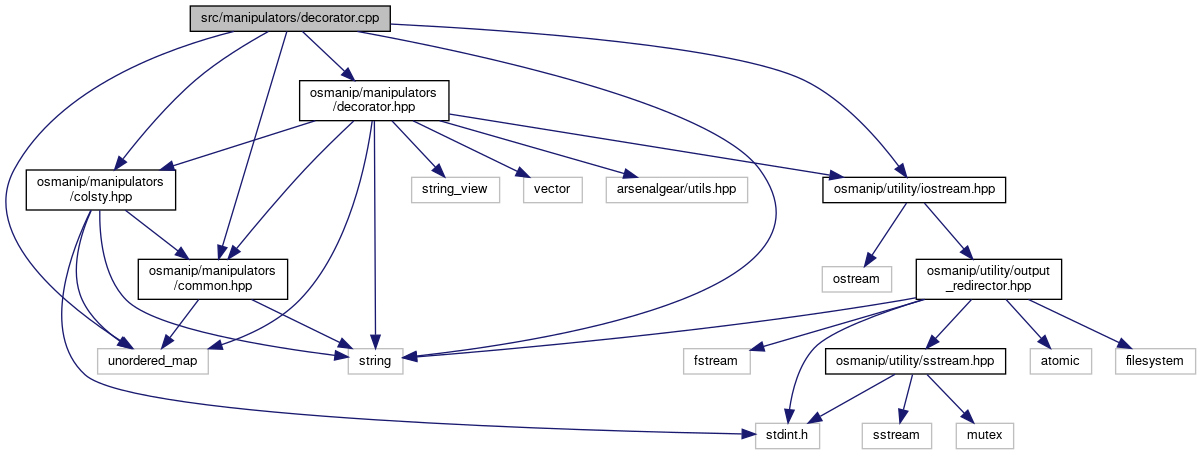 src/manipulators/decorator.cpp
osmanip/manipulators
/decorator.hpp
osmanip/manipulators
/colsty.hpp
string_view
vector
arsenalgear/utils.hpp
osmanip/utility/iostream.hpp
osmanip/manipulators
/common.hpp
ostream
osmanip/utility/output
_redirector.hpp
unordered_map
string
fstream
osmanip/utility/sstream.hpp
atomic
filesystem
stdint.h
sstream
mutex